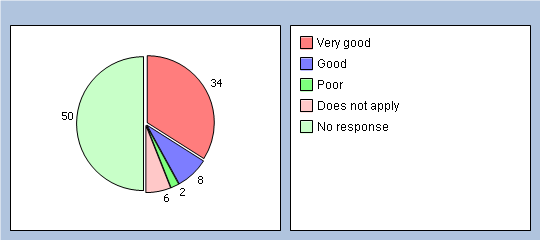 34
50
8
2
6
Very good
Good
Poor
Does not apply
No response